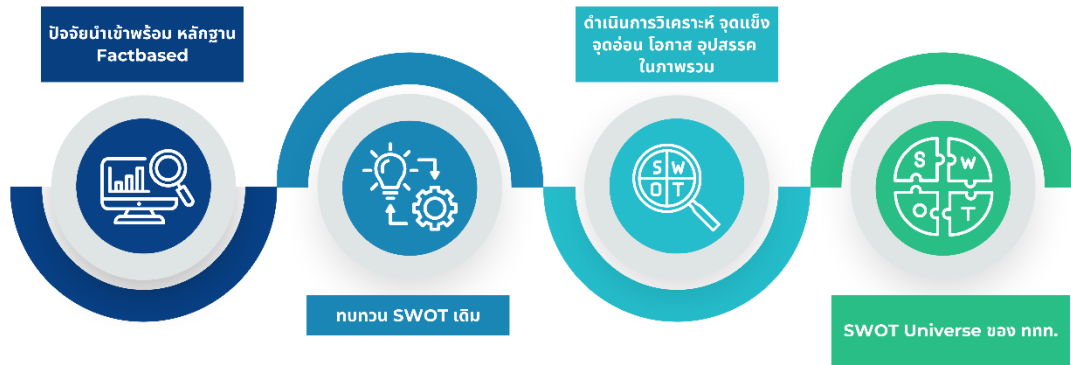 ปัจจัยนำเข้าพร้อม หลักฐาน
Factbased
ทบทวน SWOT เดิม
ดำเนินการวิเคราะห์ จุดแข็ง
จุดอ่อน โอกาส อุปสรรค
ในภาพรวม
S W
O T
S W
O T
SWOT Universe ของ กกท.